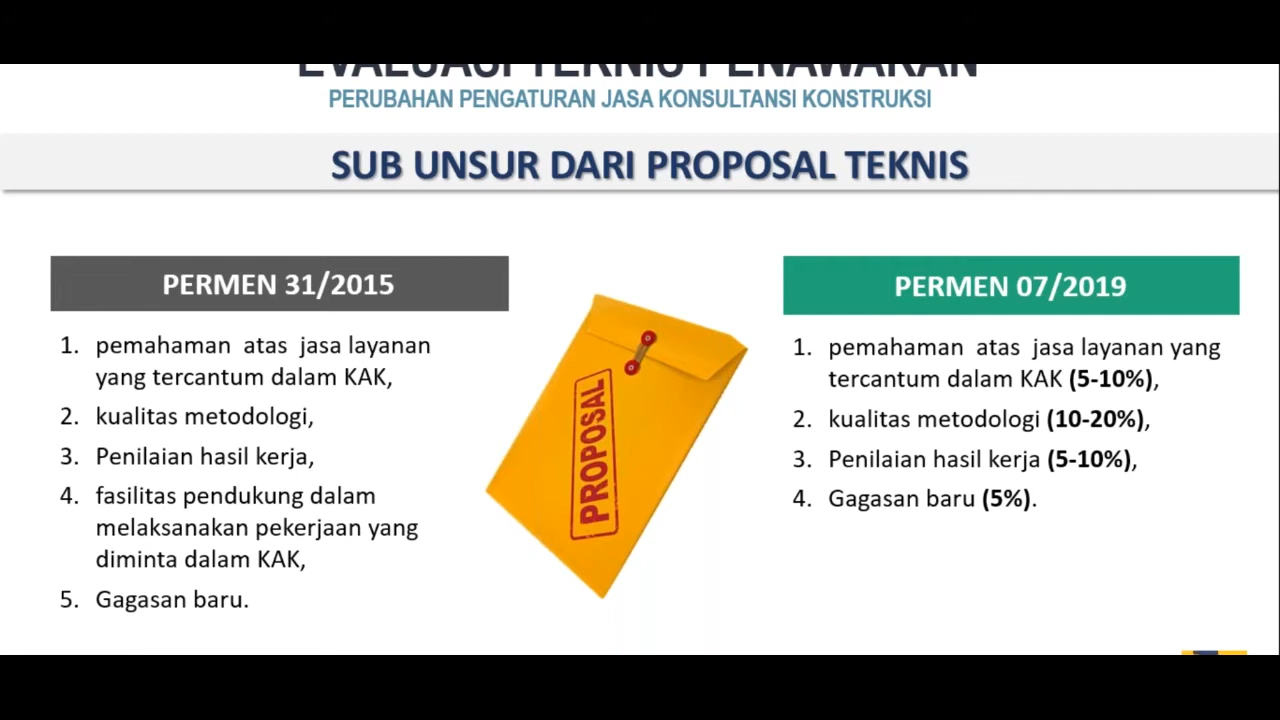 EVALUASI TEKNIS PENAWARAN
PERUBAHAN PENGATURAN JASA KONSULTANSI KONSTRUKSI
SUB UNSUR DARI PROPOSAL TEKNIS
PERMEN 31/2015
1. pemahaman atas jasa layanan
yang tercantum dalam KAK,
2. kualitas metodologi,
3. Penilaian hasil kerja,
4. fasilitas pendukung dalam
melaksanakan pekerjaan yang
diminta dalam KAK,
5. Gagasan baru.
PROPOSAL
PERMEN 07/2019
1. pemahaman atas jasa layanan yang
tercantum dalam KAK (5-10%),
2. kualitas metodologi (10-20%),
3. Penilaian hasil kerja (5-10%),
4. Gagasan baru (5%).